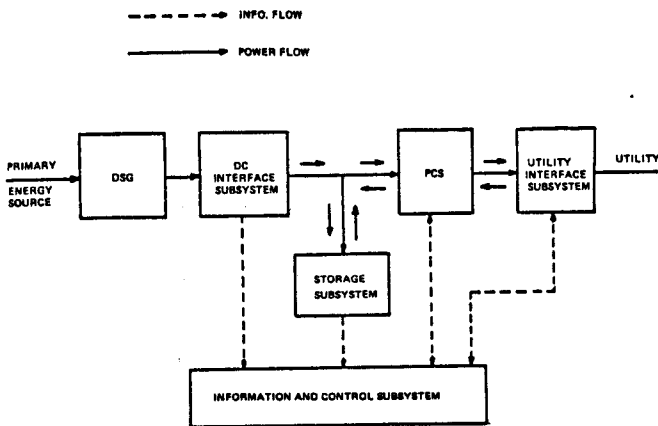 INFO. FLOW
POWER FLOW
PRIMARY
ENERGY
SOURCE
DSG
DC
INTERFACE
SUBSYSTEM
PCS
UTILITY
INTERFACE
SUBSYSTEM
UTILITY
STORAGE
SUBSYSTEM
INFORMATION AND CONTROL SUBSYSTEM